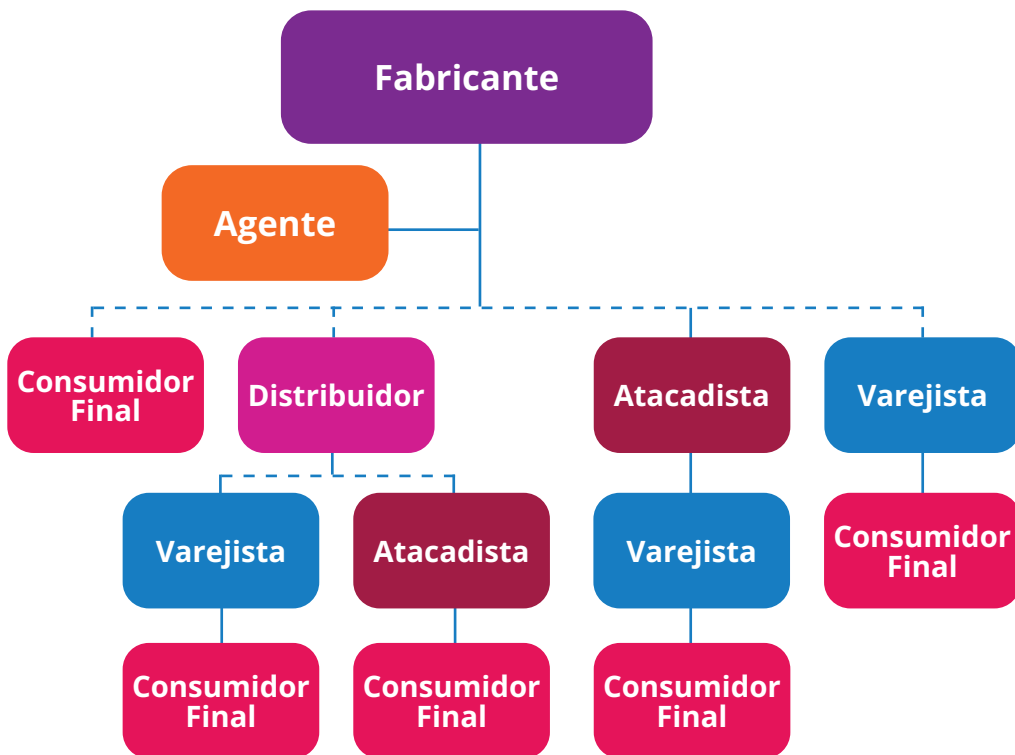 Fabricante
Agente
Consumidor
Final
Distribuidor
Atacadista
Varejista
Varejista
Atacadista
Varejista
Consumidor
Final
Consumidor
Final
Consumidor
Final
Consumidor
Final